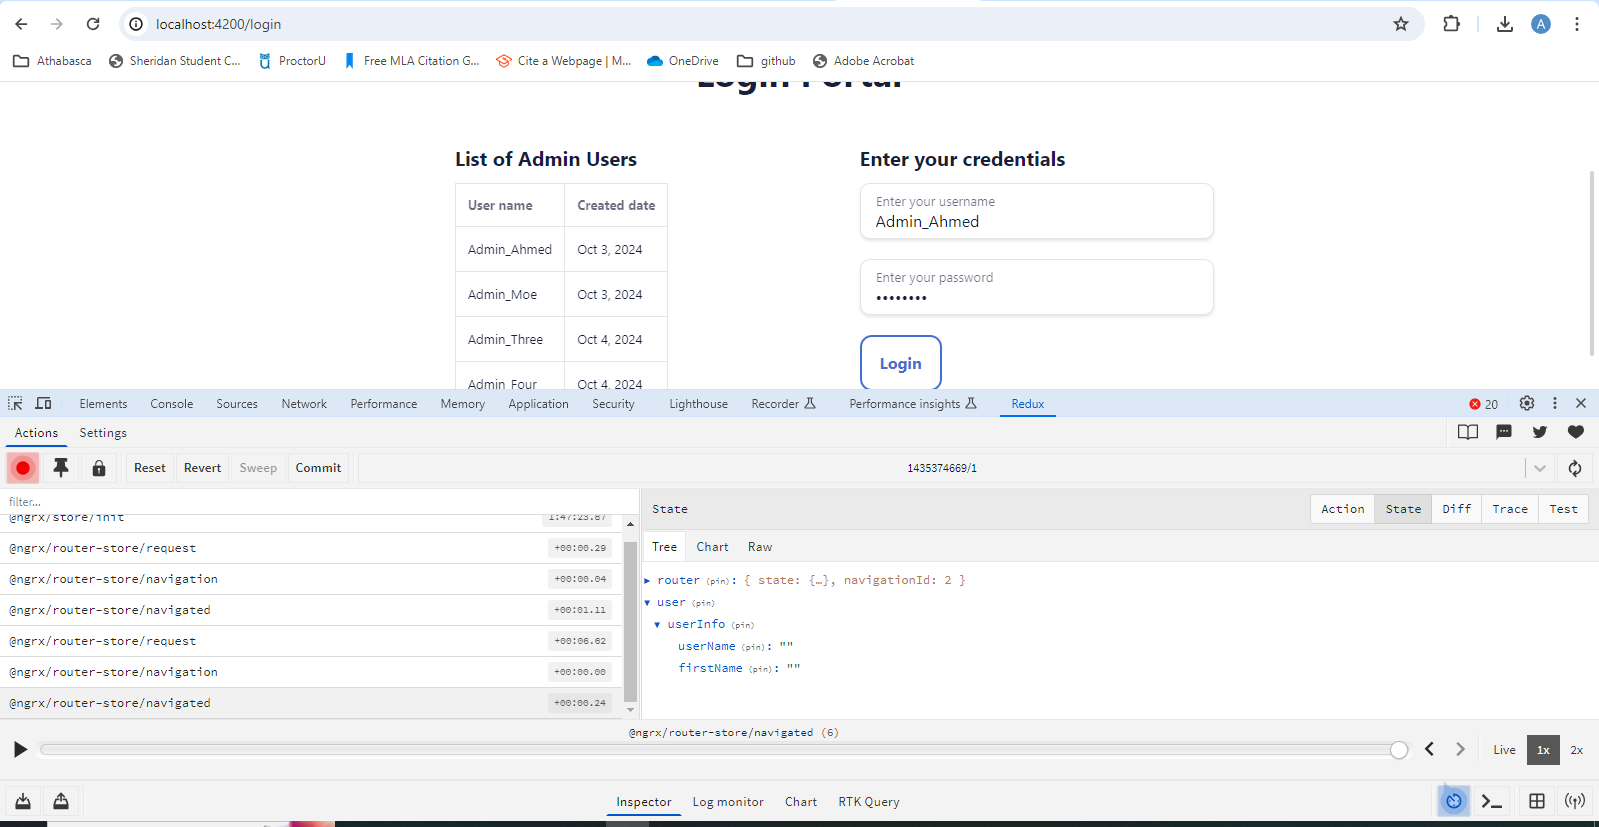 localhost:4200/login
A
Athabasca Sheridan Student C... ProctorU Free MLA Citation G... Cite a Webpage | M... OneDrive github Adobe Acrobat
Login Portal
List of Admin Users
User name Created date
Admin_Ahmed Oct 3, 2024
Admin_Moe Oct 3, 2024
Admin_Three Oct 4, 2024
Admin_Four Oct 4, 2024
Enter your credentials
Enter your username
Admin_Ahmed
Enter your password
••••••••
Login
Elements Console Sources Network Performance Memory Application Security Lighthouse Recorder Performance insights Redux 20
Actions Settings
Reset Revert Sweep Commit 1435374669/1
filter...
@ngrx/store/init 1:47:23.87
@ngrx/router-store/request +00:00.29
@ngrx/router-store/navigation +00:00.04
@ngrx/router-store/navigated +00:01.11
@ngrx/router-store/request +00:06.62
@ngrx/router-store/navigation +00:00.00
@ngrx/router-store/navigated +00:00.24
State Action State Diff Trace Test
Tree Chart Raw
router (pin): { state: {…}, navigationId: 2 }
user (pin)
userInfo (pin)
userName (pin): ""
firstName (pin): ""
@ngrx/router-store/navigated (6)
Live 1x 2x
Inspector Log monitor Chart RTK Query